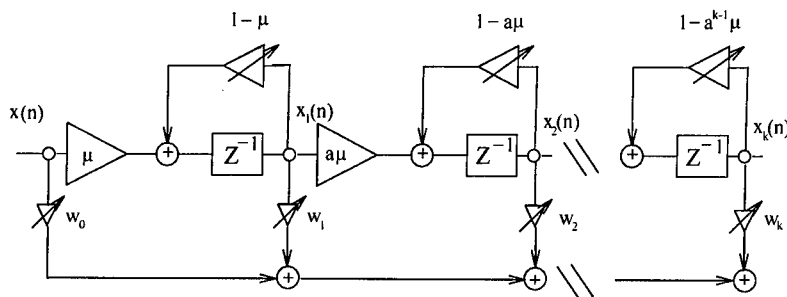 1 - μ
1 - aμ
1 - a^{k-1}μ
x(n)
x_1(n)
x_2(n)
x_k(n)
μ
+
Z^{-1}
aμ
+
Z^{-1}
+
Z^{-1}
w_0
w_1
w_2
w_k
+
+
+